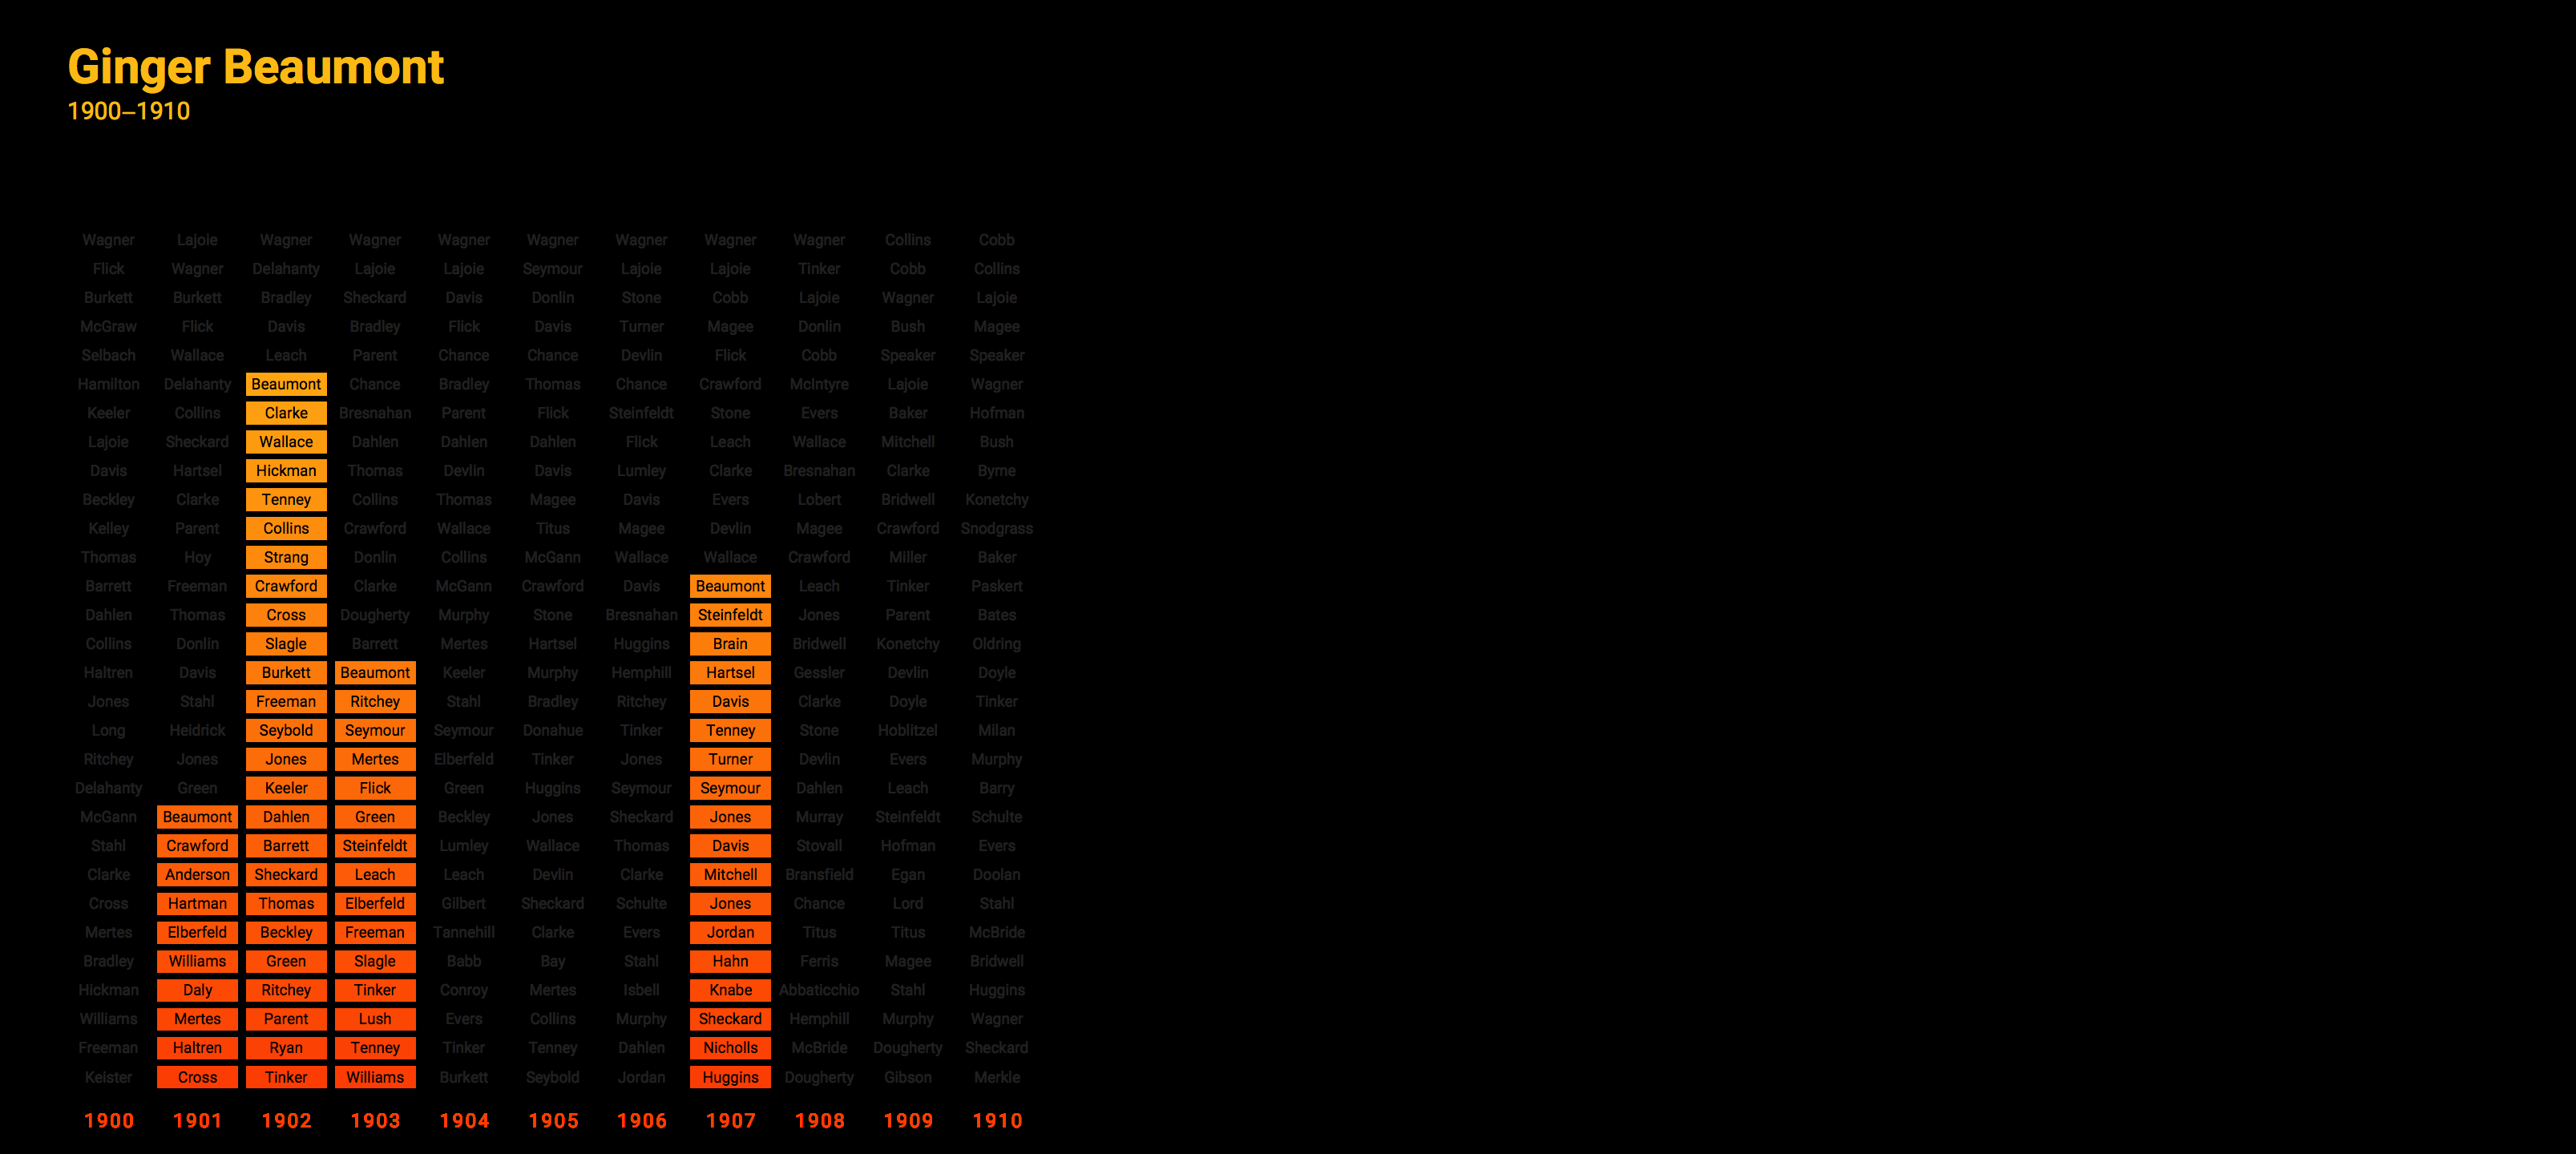 Ginger Beaumont
1900–1910
Wagner Lajoie Wagner Wagner Wagner Wagner Wagner Wagner Wagner Collins Cobb
Flick Wagner Delahanty Lajoie Lajoie Seymour Lajoie Lajoie Tinker Cobb Collins
Burkett Burkett Bradley Sheckard Davis Donlin Stone Cobb Lajoie Wagner Lajoie
McGraw Flick Davis Bradley Flick Davis Turner Magee Donlin Bush Magee
Selbach Wallace Leach Parent Chance Chance Devlin Flick Cobb Speaker Speaker
Hamilton Delahanty Beaumont Chance Bradley Thomas Chance Crawford McIntyre Lajoie Wagner
Keeler Collins Clarke Bresnahan Parent Flick Steinfeldt Stone Evers Baker Hofman
Lajoie Sheckard Wallace Dahlen Dahlen Dahlen Flick Leach Wallace Mitchell Bush
Davis Hartsel Hickman Thomas Devlin Davis Lumley Clarke Bresnahan Clarke Byrne
Beckley Clarke Tenney Collins Thomas Magee Davis Evers Lobert Bridwell Konetchy
Kelley Parent Collins Crawford Wallace Titus Magee Devlin Magee Crawford Snodgrass
Thomas Hoy Strang Donlin Collins McGann Wallace Wallace Crawford Miller Baker
Barrett Freeman Crawford Clarke McGann Crawford Davis Beaumont Leach Tinker Paskert
Dahlen Thomas Cross Dougherty Murphy Stone Bresnahan Steinfeldt Jones Parent Bates
Collins Donlin Slagle Barrett Mertes Hartsel Huggins Brain Bridwell Konetchy Oldring
Haltren Davis Burkett Beaumont Keeler Murphy Hemphill Hartsel Gessler Devlin Doyle
Jones Stahl Freeman Ritchey Stahl Bradley Ritchey Davis Clarke Doyle Tinker
Long Heidrick Seybold Seymour Seymour Donahue Tinker Tenney Stone Hoblitzel Milan
Ritchey Jones Jones Mertes Elberfeld Tinker Jones Turner Devlin Evers Murphy
Delahanty Green Keeler Flick Green Huggins Seymour Seymour Dahlen Leach Barry
McGann Beaumont Dahlen Green Beckley Jones Sheckard Jones Murray Steinfeldt Schulte
Stahl Crawford Barrett Steinfeldt Lumley Wallace Thomas Davis Stovall Hofman Evers
Clarke Anderson Sheckard Leach Leach Devlin Clarke Mitchell Bransfield Egan Doolan
Cross Hartman Thomas Elberfeld Gilbert Sheckard Schulte Jones Chance Lord Stahl
Mertes Elberfeld Beckley Freeman Tannehill Clarke Evers Jordan Titus Titus McBride
Bradley Williams Green Slagle Babb Bay Stahl Hahn Ferris Magee Bridwell
Hickman Daly Ritchey Tinker Conroy Mertes Isbell Knabe Abbaticchio Stahl Huggins
Williams Mertes Parent Lush Evers Collins Murphy Sheckard Hemphill Murphy Wagner
Freeman Haltren Ryan Tenney Tinker Tenney Dahlen Nicholls McBride Dougherty Sheckard
Keister Cross Tinker Williams Burkett Seybold Jordan Huggins Dougherty Gibson Merkle
1900 1901 1902 1903 1904 1905 1906 1907 1908 1909 1910